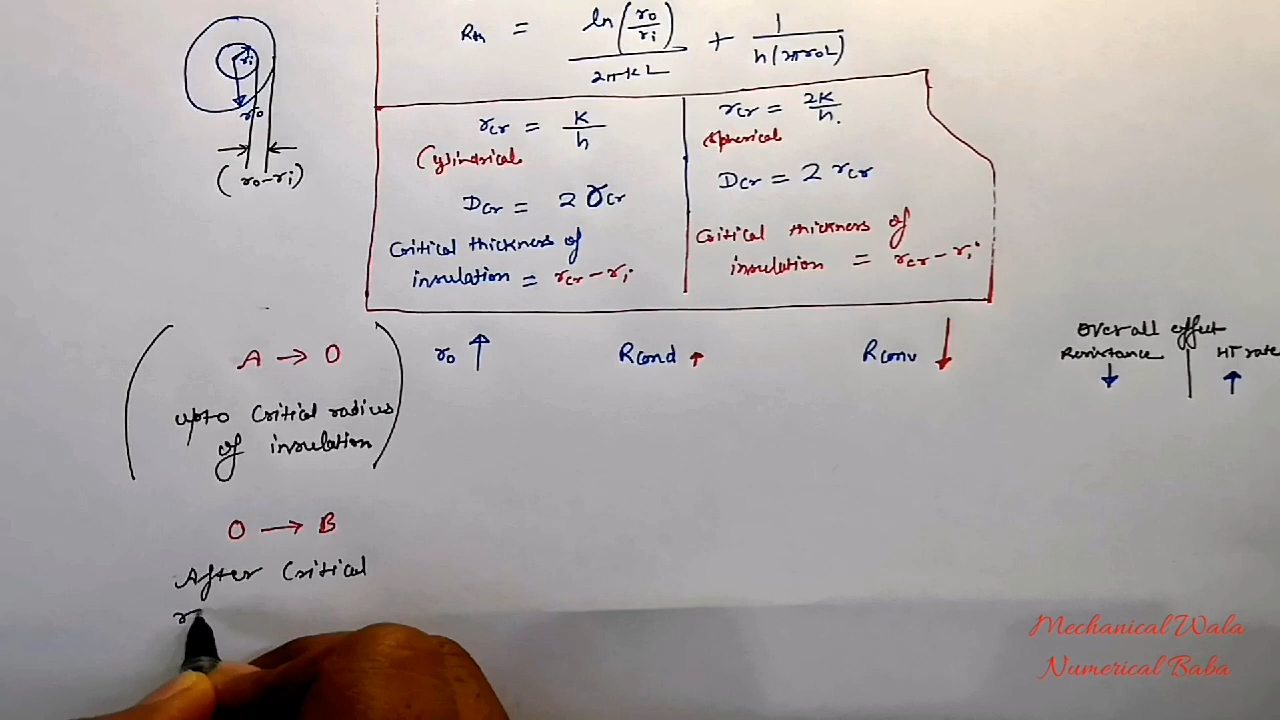 Rth = ln(ro/ri) / 2πKL + 1 / h(2πroL)
ri
ro
(ro-ri)
rcr = K/h
Cylindrical
Dcr = 2 rcr
Critical thickness of
insulation = rcr - ri
rcr = 2K/h.
Spherical
Dcr = 2 rcr
Critical thickness of
insulation = rcr - ri
A → O
upto Critical radius
of insulation
ro ↑
Rcond ↑
Rconv ↓
Overall effect
Resistance ↓
HT rate ↑
O → B
After Critical
r
Mechanical Wala
Numerical Baba